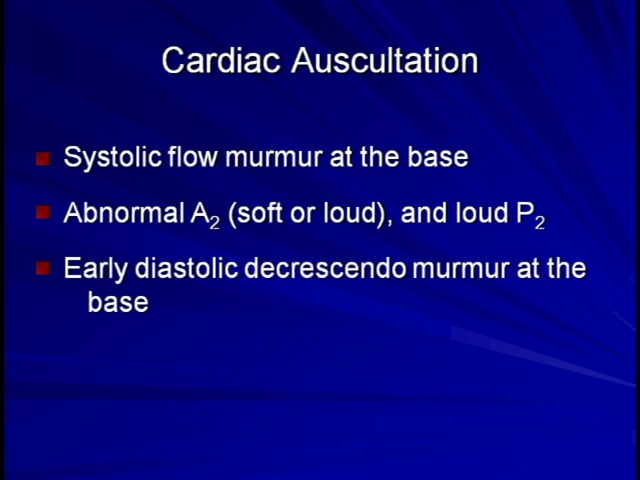 Cardiac Auscultation
Systolic flow murmur at the base
Abnormal A₂ (soft or loud), and loud P₂
Early diastolic decrescendo murmur at the
base